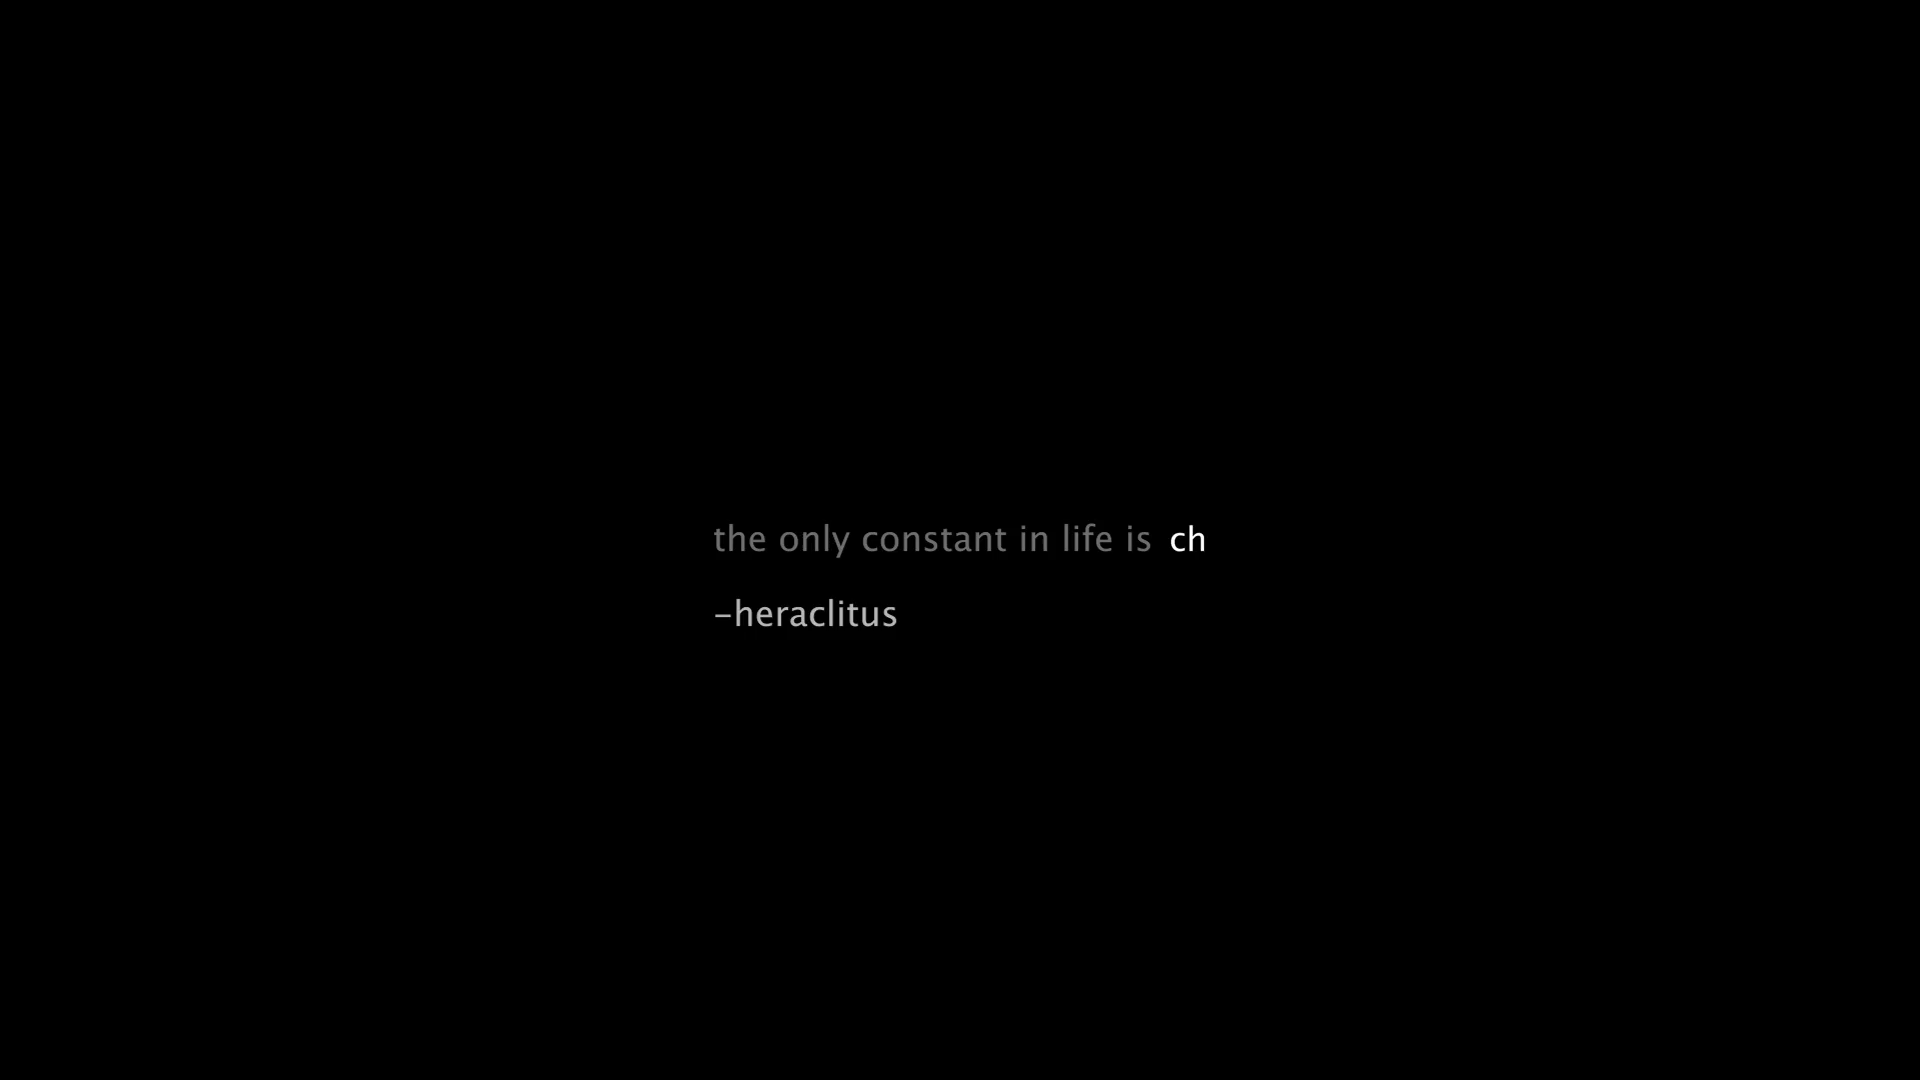 the only constant in life is ch
–heraclitus